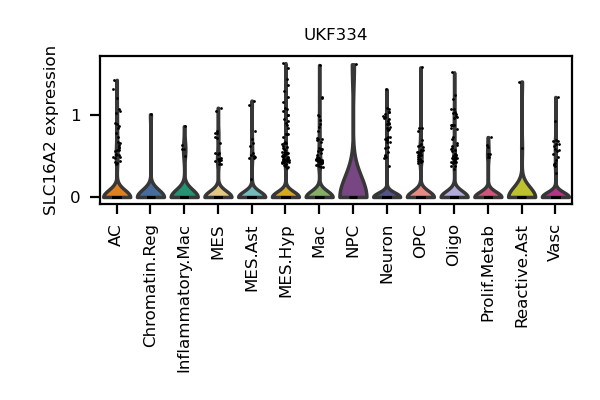 UKF334
SLC16A2 expression
1
0
AC
Chromatin.Reg
Inflammatory.Mac
MES
MES.Ast
MES.Hyp
Mac
NPC
Neuron
OPC
Oligo
Prolif.Metab
Reactive.Ast
Vasc